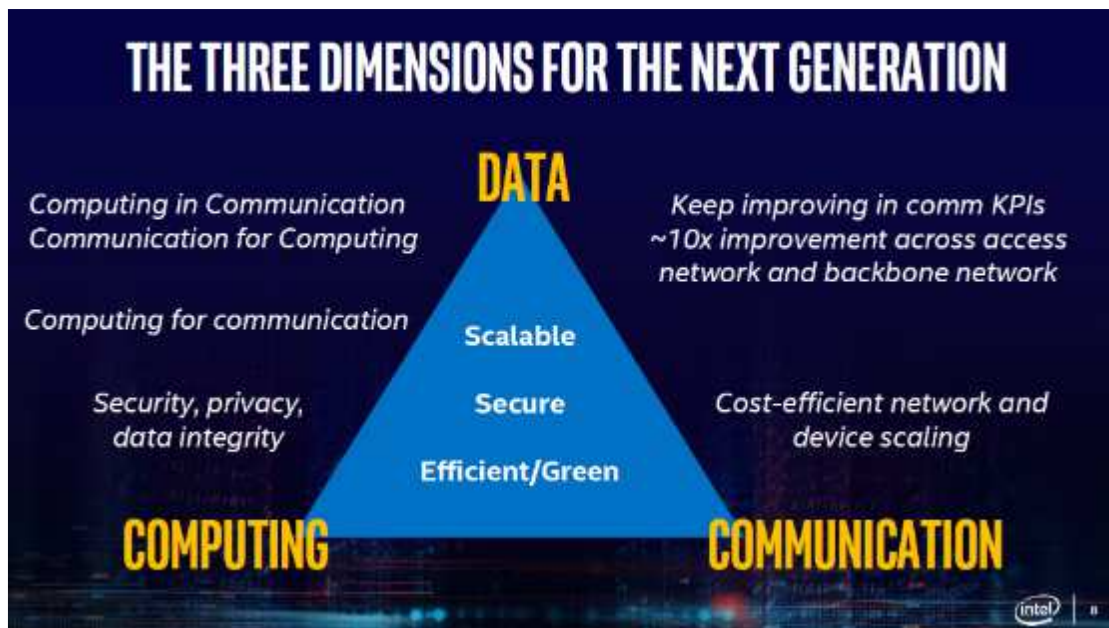 THE THREE DIMENSIONS FOR THE NEXT GENERATION
DATA
Computing in Communication
Communication for Computing
Keep improving in comm KPIs
~10x improvement across access
network and backbone network
Computing for communication
Scalable
Security, privacy,
data integrity
Secure
Cost-efficient network and
device scaling
Efficient/Green
COMPUTING
COMMUNICATION
intel
8